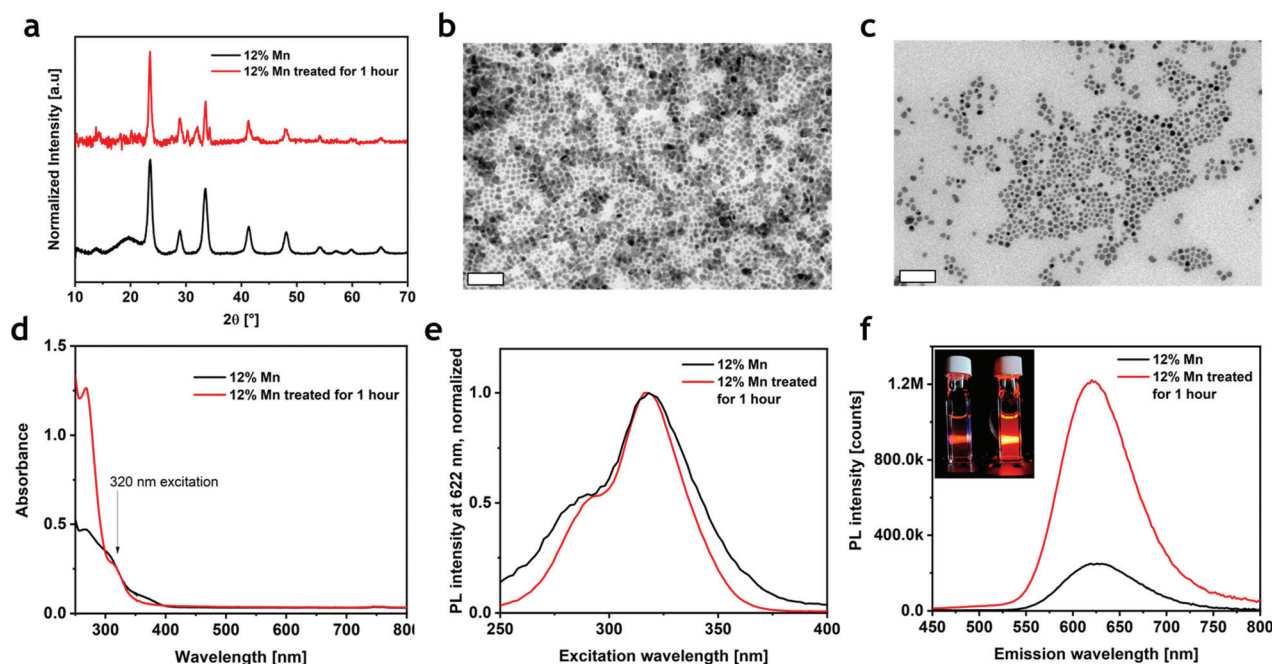 a
12% Mn
12% Mn treated for 1 hour
Normalized Intensity [a.u]
10 20 30 40 50 60 70
2θ [°]
b
c
d
1.5
1.0
0.5
0.0
12% Mn
12% Mn treated for 1 hour
320 nm excitation
Absorbance
300 400 500 600 700 800
Wavelength [nm]
e
1.0
0.5
0.0
12% Mn
12% Mn treated
for 1 hour
PL intensity at 622 nm, normalized
250 300 350 400
Excitation wavelength [nm]
f
1.2M
800.0k
400.0k
0.0
12% Mn
12% Mn treated
for 1 hour
PL intensity [counts]
450 500 550 600 650 700 750 800
Emission wavelength [nm]